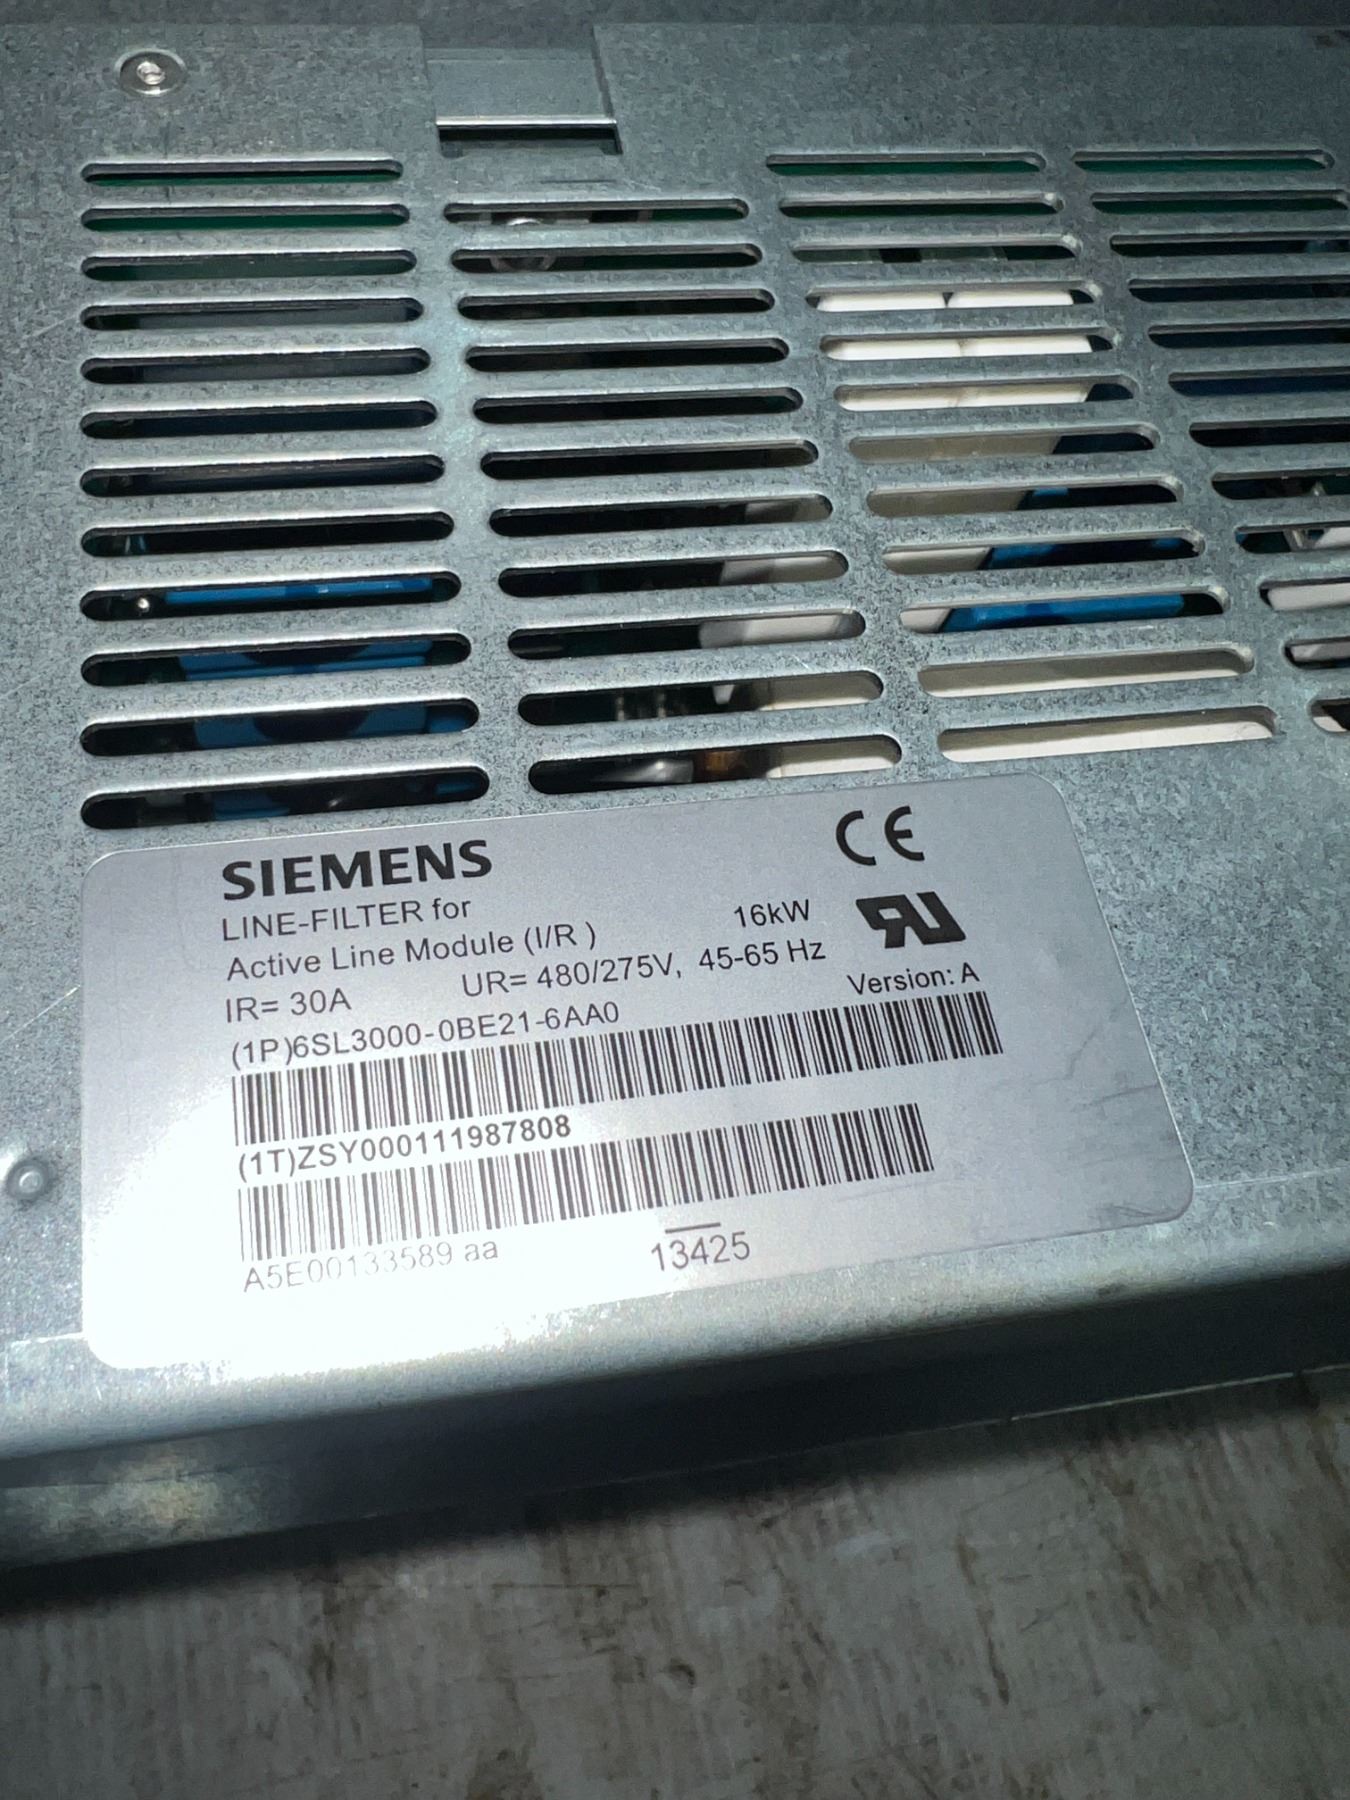 SIEMENS
CE
LINE-FILTER for
Active Line Module (I/R ) 16kW
IR= 30A UR= 480/275V, 45-65 Hz
(1P)6SL3000-0BE21-6AA0 Version: A
(1T)ZSY000111987808
A5E00133589 aa 13425